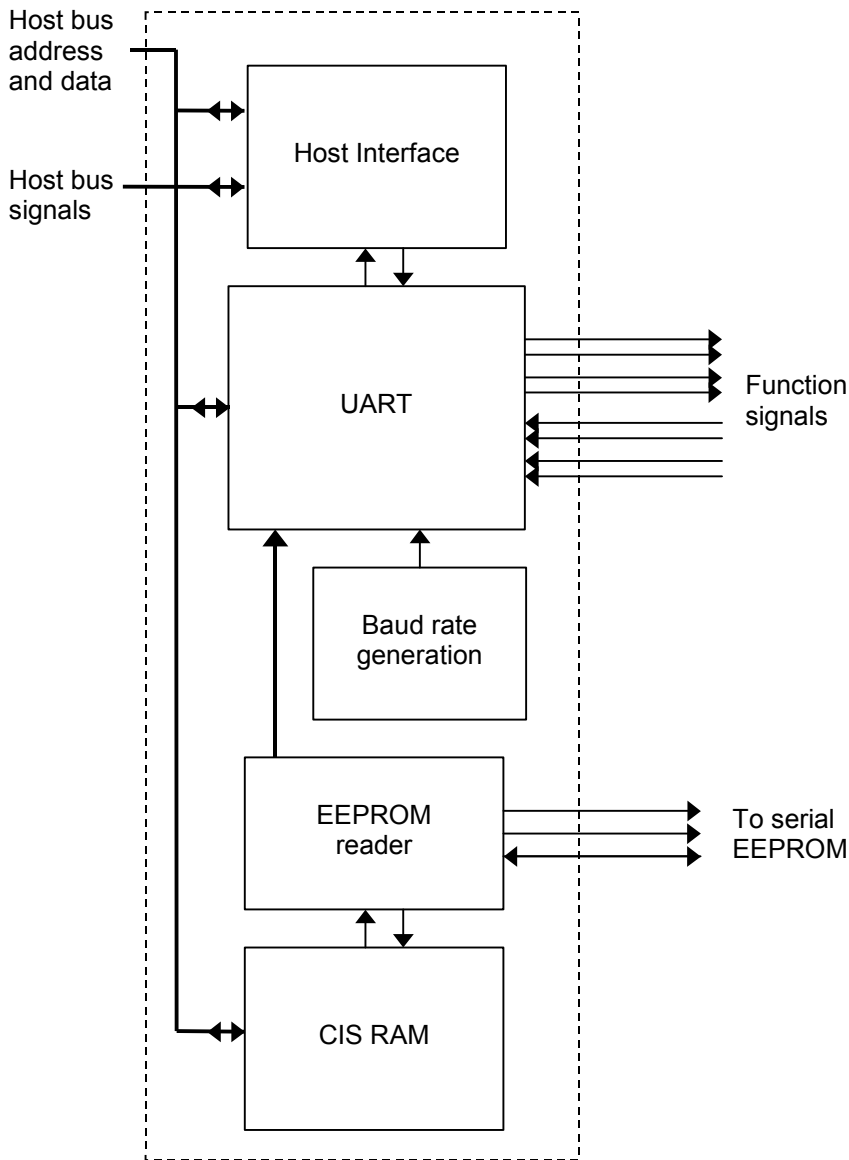 Host bus
address
and data
Host Interface
Host bus
signals
UART
Function
signals
Baud rate
generation
EEPROM
reader
To serial
EEPROM
CIS RAM